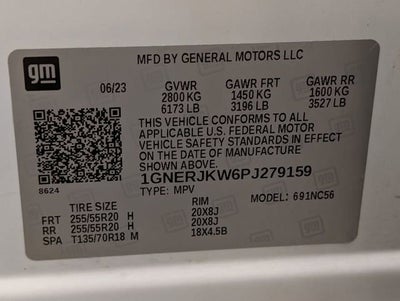 gm
MFD BY GENERAL MOTORS LLC
06/23 GVWR GAWR FRT GAWR RR
2800 KG 1450 KG 1600 KG
6173 LB 3196 LB 3527 LB
THIS VEHICLE CONFORMS TO ALL
APPLICABLE U.S. FEDERAL MOTOR
VEHICLE SAFETY STANDARDS IN EFFECT
ON THE DATE OF MANUFACTURE
SHOWN ABOVE.
1GNERJKW6PJ279159
8624 TYPE: MPV MODEL: 691NC56
TIRE SIZE RIM
FRT 255/55R20 H 20X8J
RR 255/55R20 H 20X8J
SPA T135/70R18 M 18X4.5B